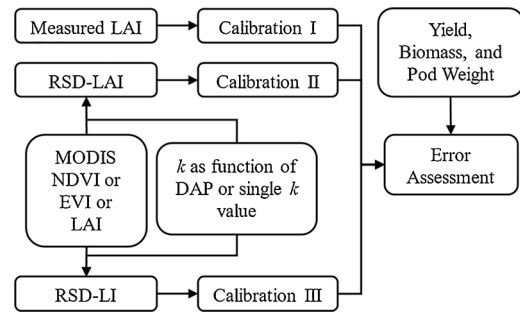 Measured LAI
Calibration I
Yield,
Biomass, and
Pod Weight
RSD-LAI
Calibration II
MODIS
NDVI or
EVI or
LAI
k as function of
DAP or single k
value
Error
Assessment
RSD-LI
Calibration III